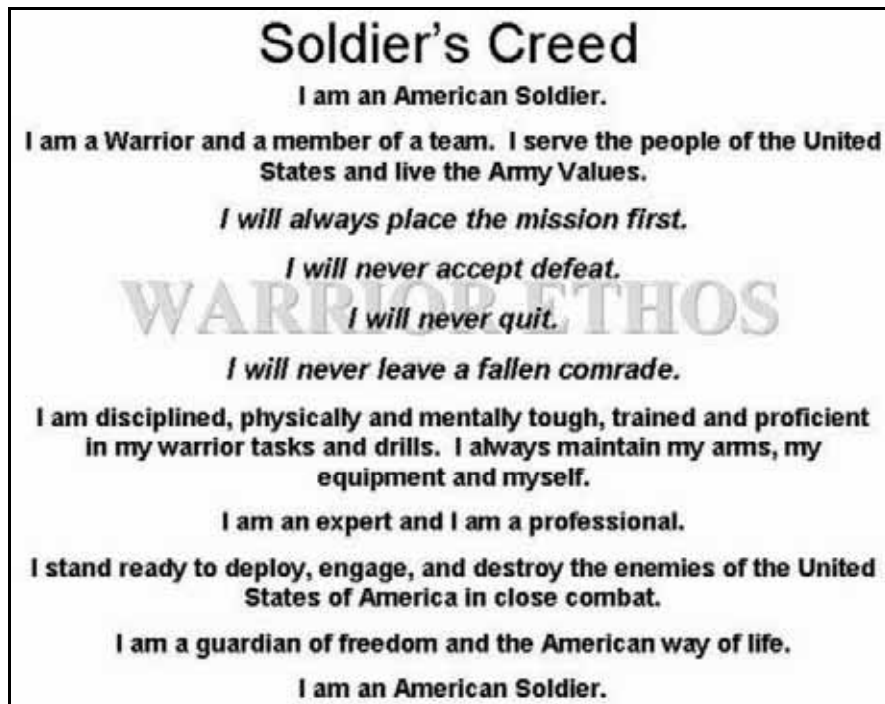 Soldier's Creed
I am an American Soldier.
I am a Warrior and a member of a team. I serve the people of the United
States and live the Army Values.
I will always place the mission first.
I will never accept defeat.
WARRIOR ETHOS
I will never quit.
I will never leave a fallen comrade.
I am disciplined, physically and mentally tough, trained and proficient
in my warrior tasks and drills. I always maintain my arms, my
equipment and myself.
I am an expert and I am a professional.
I stand ready to deploy, engage, and destroy the enemies of the United
States of America in close combat.
I am a guardian of freedom and the American way of life.
I am an American Soldier.